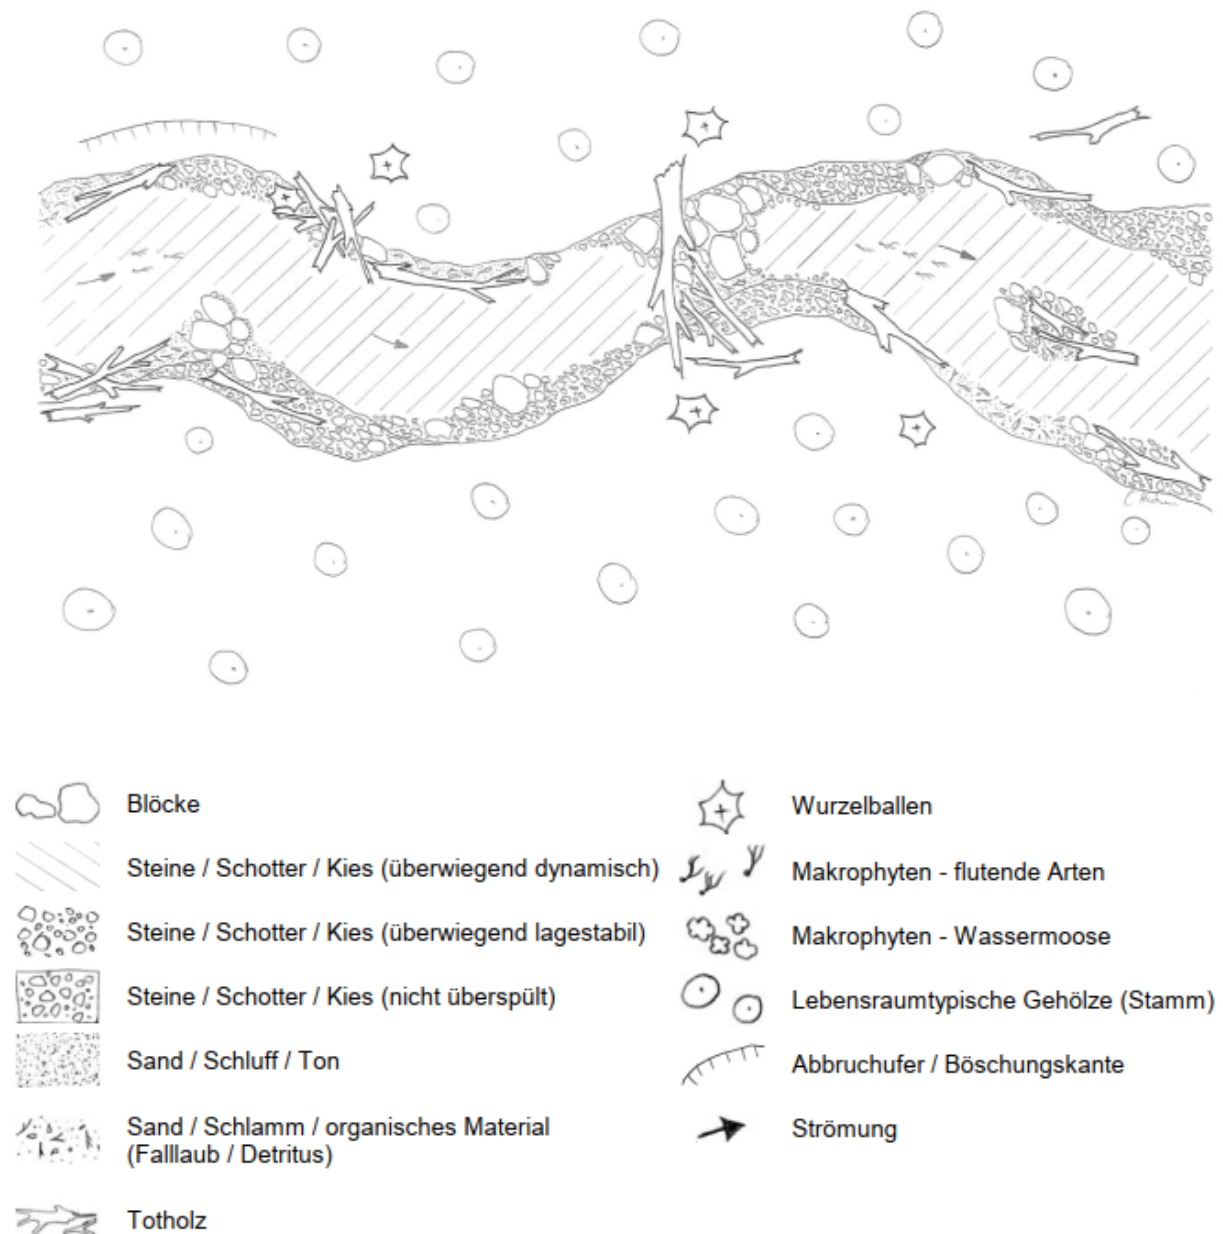 Blöcke
Steine / Schotter / Kies (überwiegend dynamisch)
Steine / Schotter / Kies (überwiegend lagestabil)
Steine / Schotter / Kies (nicht überspült)
Sand / Schluff / Ton
Sand / Schlamm / organisches Material
(Falllaub / Detritus)
Totholz
Wurzelballen
Makrophyten - flutende Arten
Makrophyten - Wassermoose
Lebensraumtypische Gehölze (Stamm)
Abbruchufer / Böschungskante
Strömung